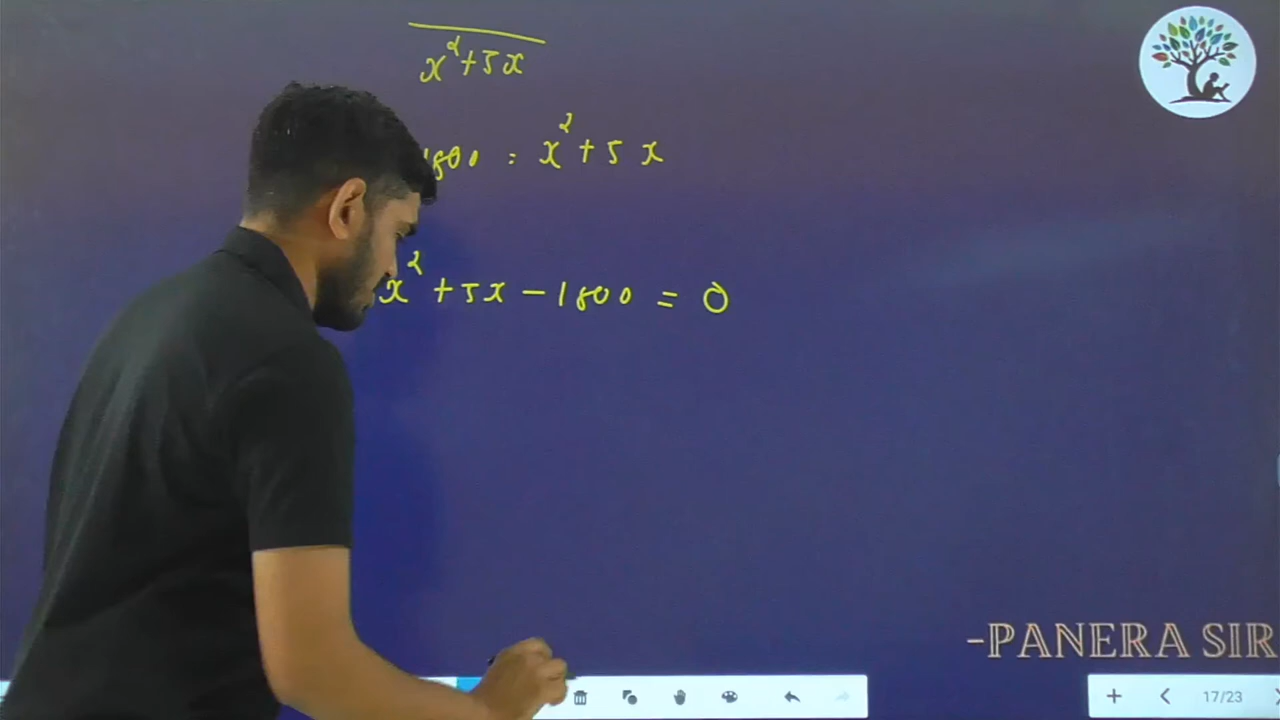 x²+5x
1800 = x²+5x
x²+5x-1800 = 0
-PANERA SIR
17/23